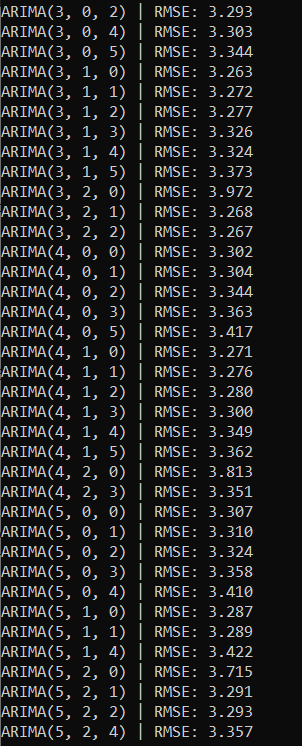 ARIMA(3, 0, 2) | RMSE: 3.293
ARIMA(3, 0, 4) | RMSE: 3.303
ARIMA(3, 0, 5) | RMSE: 3.344
ARIMA(3, 1, 0) | RMSE: 3.263
ARIMA(3, 1, 1) | RMSE: 3.272
ARIMA(3, 1, 2) | RMSE: 3.277
ARIMA(3, 1, 3) | RMSE: 3.326
ARIMA(3, 1, 4) | RMSE: 3.324
ARIMA(3, 1, 5) | RMSE: 3.373
ARIMA(3, 2, 0) | RMSE: 3.972
ARIMA(3, 2, 1) | RMSE: 3.268
ARIMA(3, 2, 2) | RMSE: 3.267
ARIMA(4, 0, 0) | RMSE: 3.302
ARIMA(4, 0, 1) | RMSE: 3.304
ARIMA(4, 0, 2) | RMSE: 3.344
ARIMA(4, 0, 3) | RMSE: 3.363
ARIMA(4, 0, 5) | RMSE: 3.417
ARIMA(4, 1, 0) | RMSE: 3.271
ARIMA(4, 1, 1) | RMSE: 3.276
ARIMA(4, 1, 2) | RMSE: 3.280
ARIMA(4, 1, 3) | RMSE: 3.300
ARIMA(4, 1, 4) | RMSE: 3.349
ARIMA(4, 1, 5) | RMSE: 3.362
ARIMA(4, 2, 0) | RMSE: 3.813
ARIMA(4, 2, 3) | RMSE: 3.351
ARIMA(5, 0, 0) | RMSE: 3.307
ARIMA(5, 0, 1) | RMSE: 3.310
ARIMA(5, 0, 2) | RMSE: 3.324
ARIMA(5, 0, 3) | RMSE: 3.358
ARIMA(5, 0, 4) | RMSE: 3.410
ARIMA(5, 1, 0) | RMSE: 3.287
ARIMA(5, 1, 1) | RMSE: 3.289
ARIMA(5, 1, 4) | RMSE: 3.422
ARIMA(5, 2, 0) | RMSE: 3.715
ARIMA(5, 2, 1) | RMSE: 3.291
ARIMA(5, 2, 2) | RMSE: 3.293
ARIMA(5, 2, 4) | RMSE: 3.357